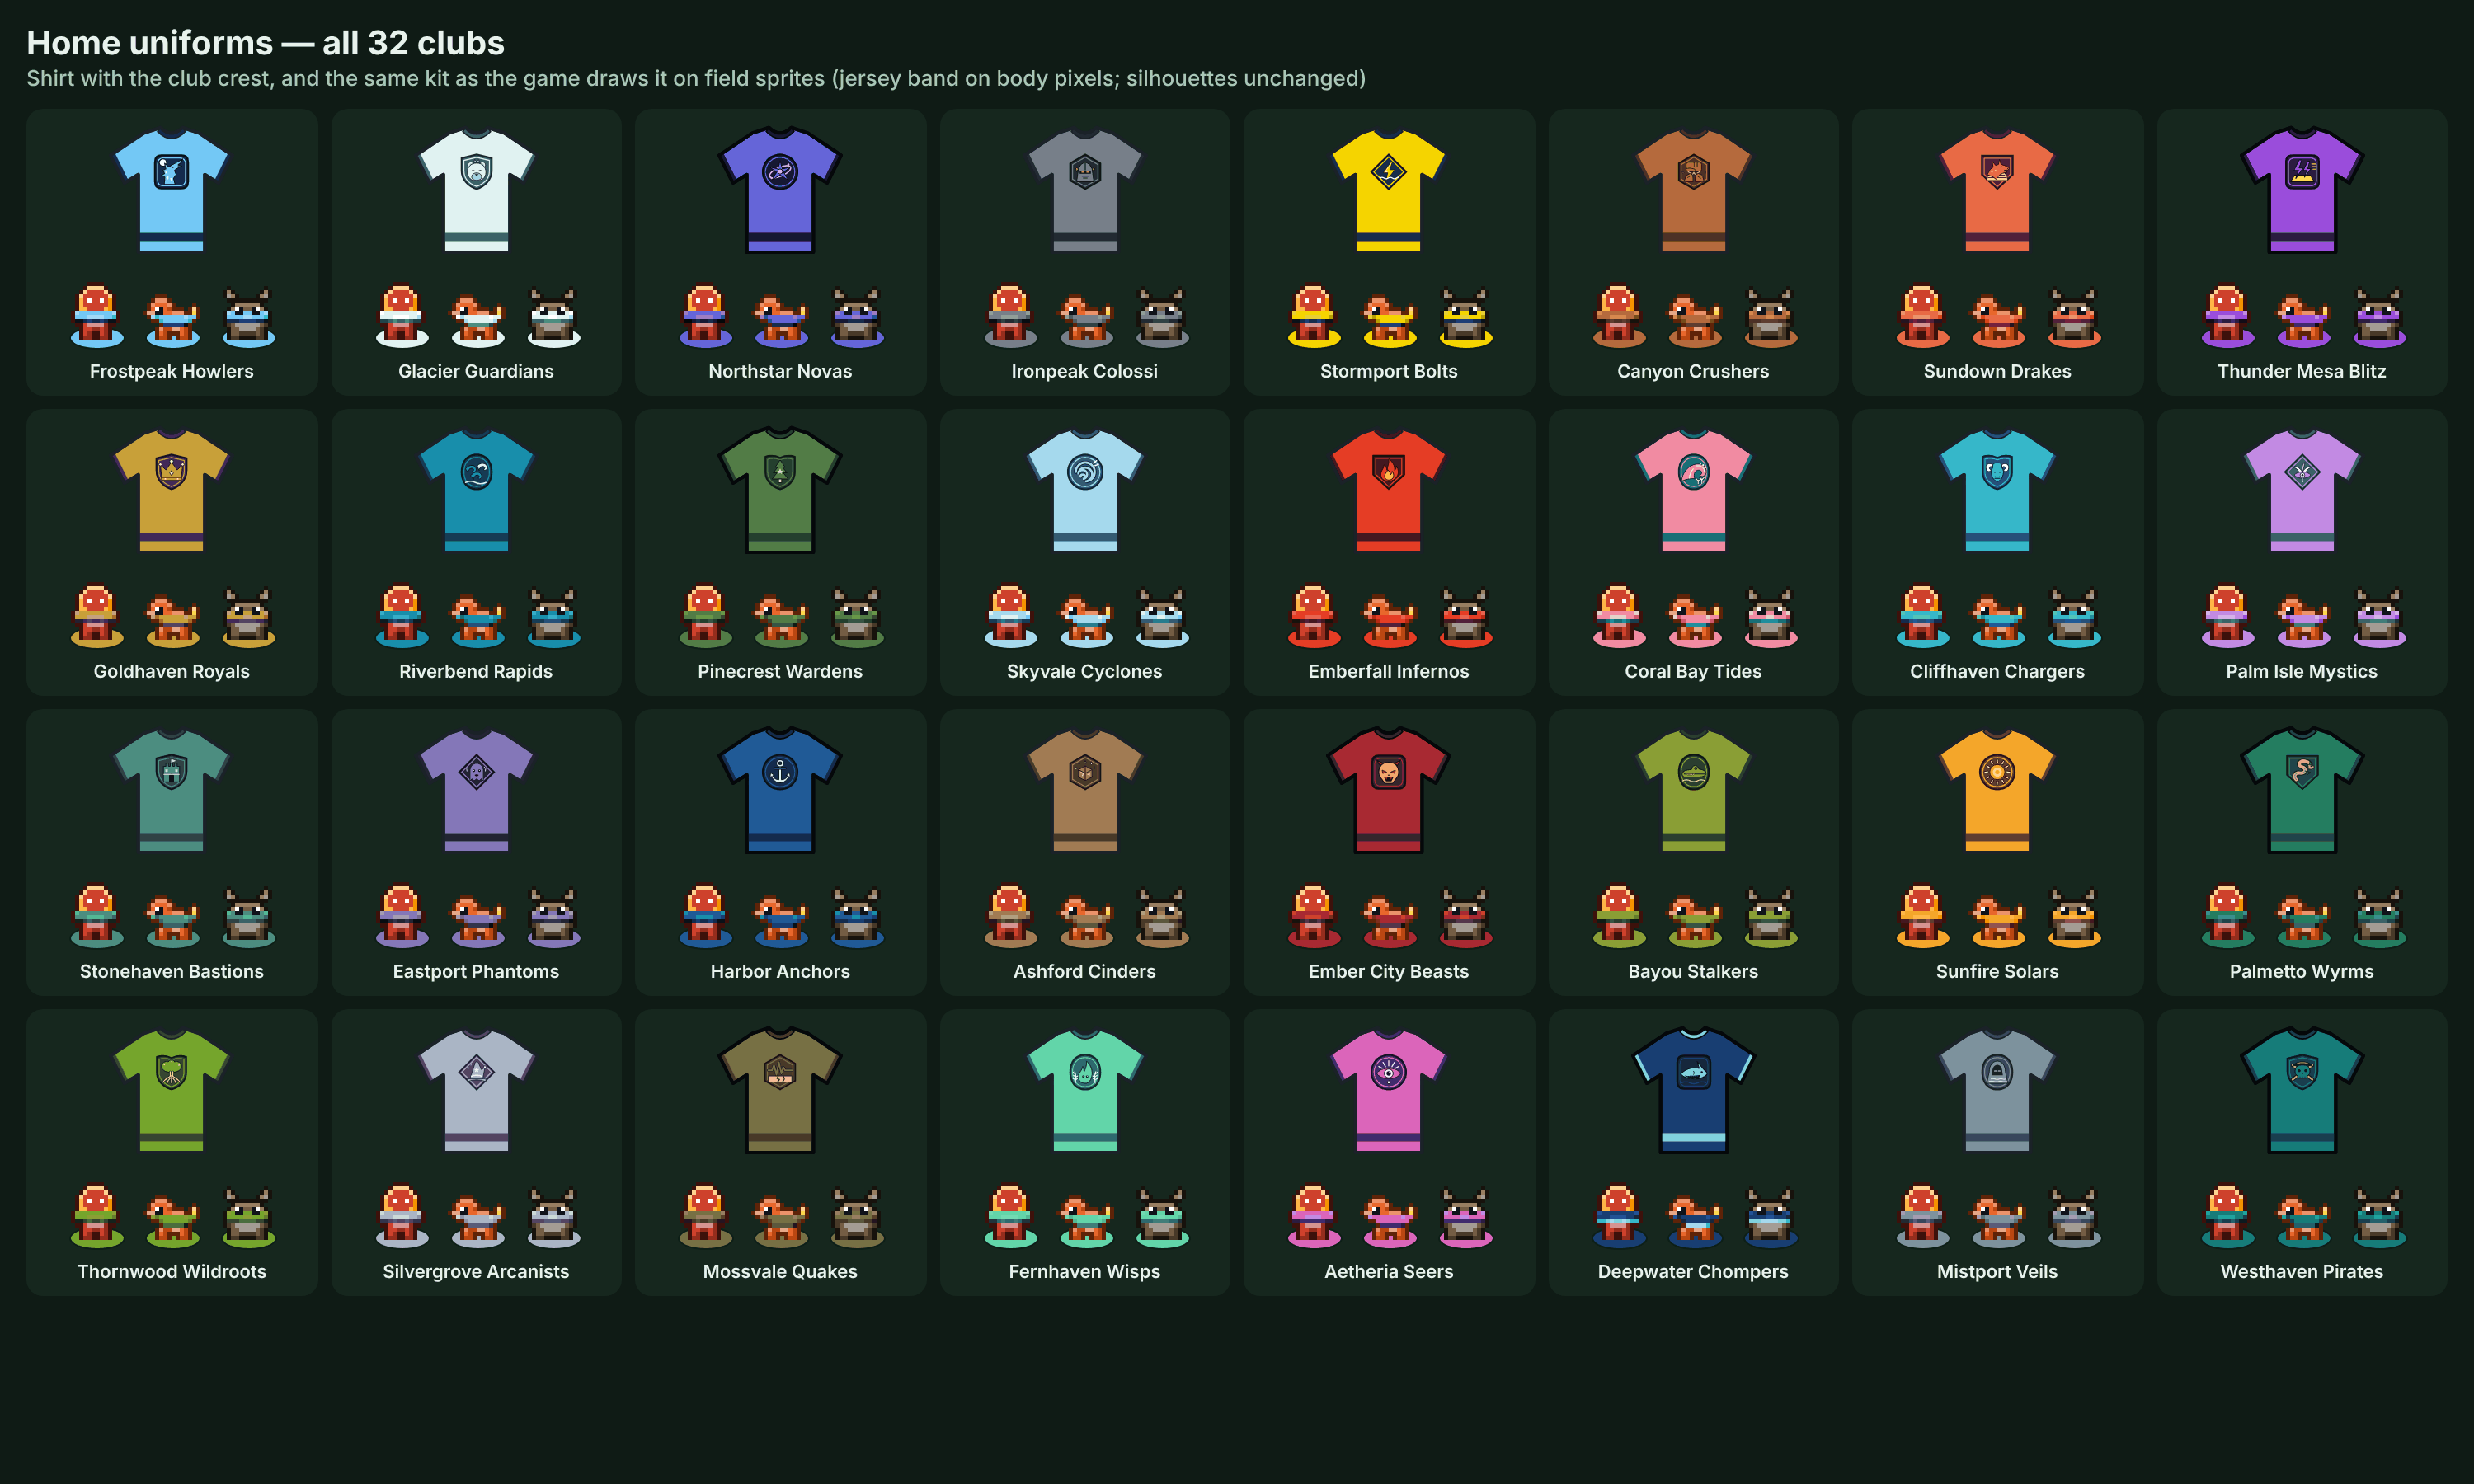 Home uniforms — all 32 clubs
Shirt with the club crest, and the same kit as the game draws it on field sprites (jersey band on body pixels; silhouettes unchanged)
Frostpeak Howlers
Glacier Guardians
Northstar Novas
Ironpeak Colossi
Stormport Bolts
Canyon Crushers
Sundown Drakes
Thunder Mesa Blitz
Goldhaven Royals
Riverbend Rapids
Pinecrest Wardens
Skyvale Cyclones
Emberfall Infernos
Coral Bay Tides
Cliffhaven Chargers
Palm Isle Mystics
Stonehaven Bastions
Eastport Phantoms
Harbor Anchors
Ashford Cinders
Ember City Beasts
Bayou Stalkers
Sunfire Solars
Palmetto Wyrms
Thornwood Wildroots
Silvergrove Arcanists
Mossvale Quakes
Fernhaven Wisps
Aetheria Seers
Deepwater Chompers
Mistport Veils
Westhaven Pirates